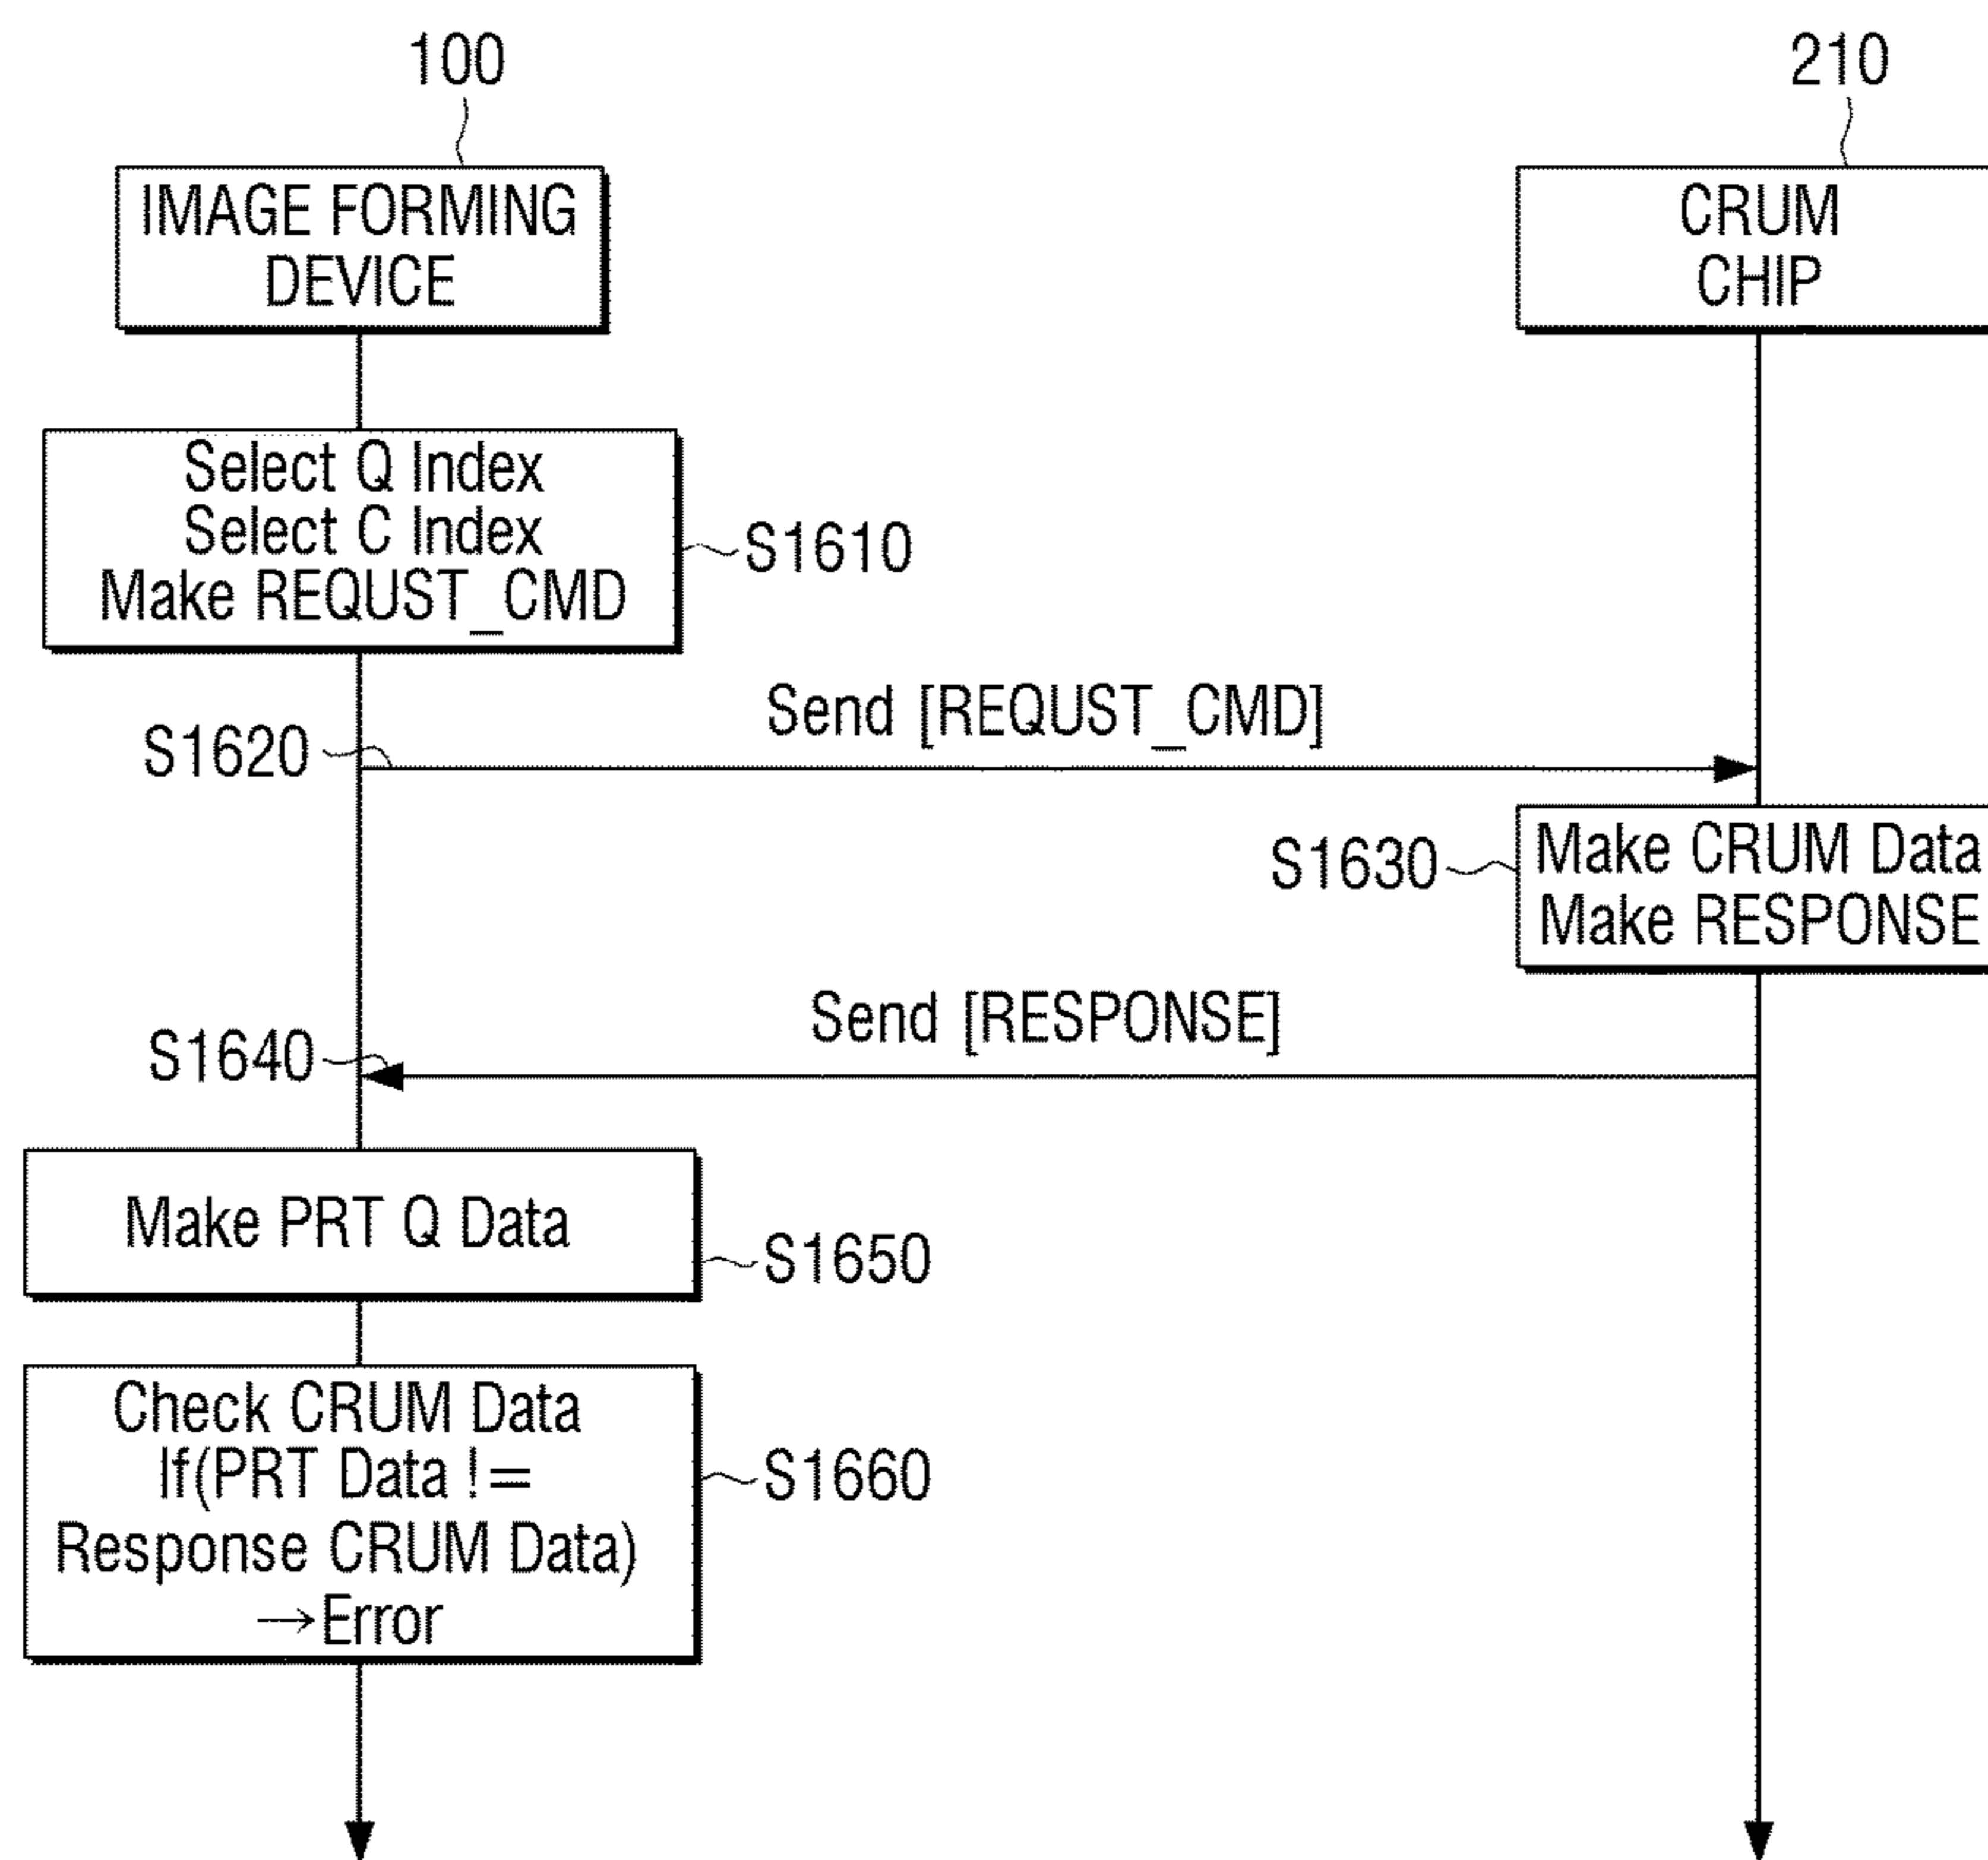 100
210
IMAGE FORMING
DEVICE
CRUM
CHIP
Select Q Index
Select C Index
Make REQUST_CMD
S1610
Send [REQUST_CMD]
S1620
S1630
Make CRUM Data
Make RESPONSE
Send [RESPONSE]
S1640
Make PRT Q Data
S1650
Check CRUM Data
If(PRT Data !=
Response CRUM Data)
→Error
S1660